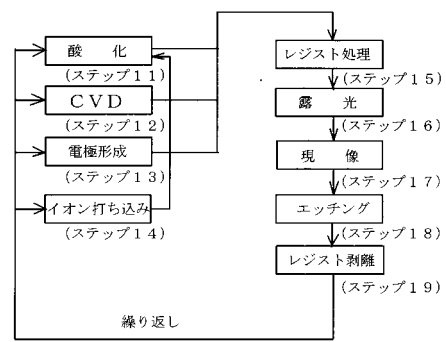 酸 化
(ステップ11)
CVD
(ステップ12)
電極形成
(ステップ13)
イオン打ち込み
(ステップ14)
レジスト処理
(ステップ15)
露 光
(ステップ16)
現 像
(ステップ17)
エッチング
(ステップ18)
レジスト剥離
(ステップ19)
繰り返し